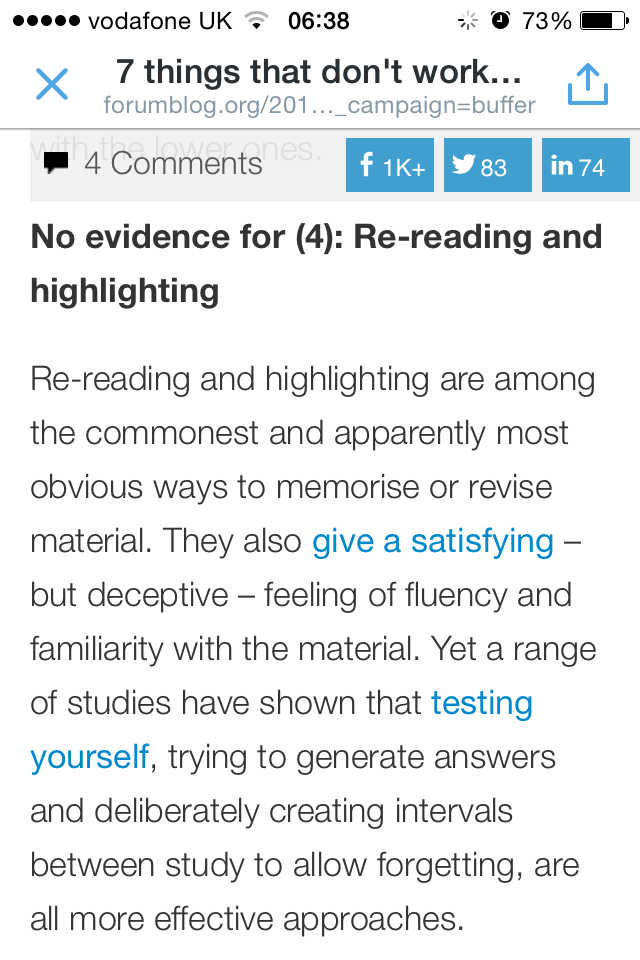 vodafone UK 06:38 73%
7 things that don't work...
forumblog.org/201..._campaign=buffer
with the lower ones.
4 Comments f 1K+ 83 in 74
No evidence for (4): Re-reading and
highlighting
Re-reading and highlighting are among
the commonest and apparently most
obvious ways to memorise or revise
material. They also give a satisfying –
but deceptive – feeling of fluency and
familiarity with the material. Yet a range
of studies have shown that testing
yourself, trying to generate answers
and deliberately creating intervals
between study to allow forgetting, are
all more effective approaches.